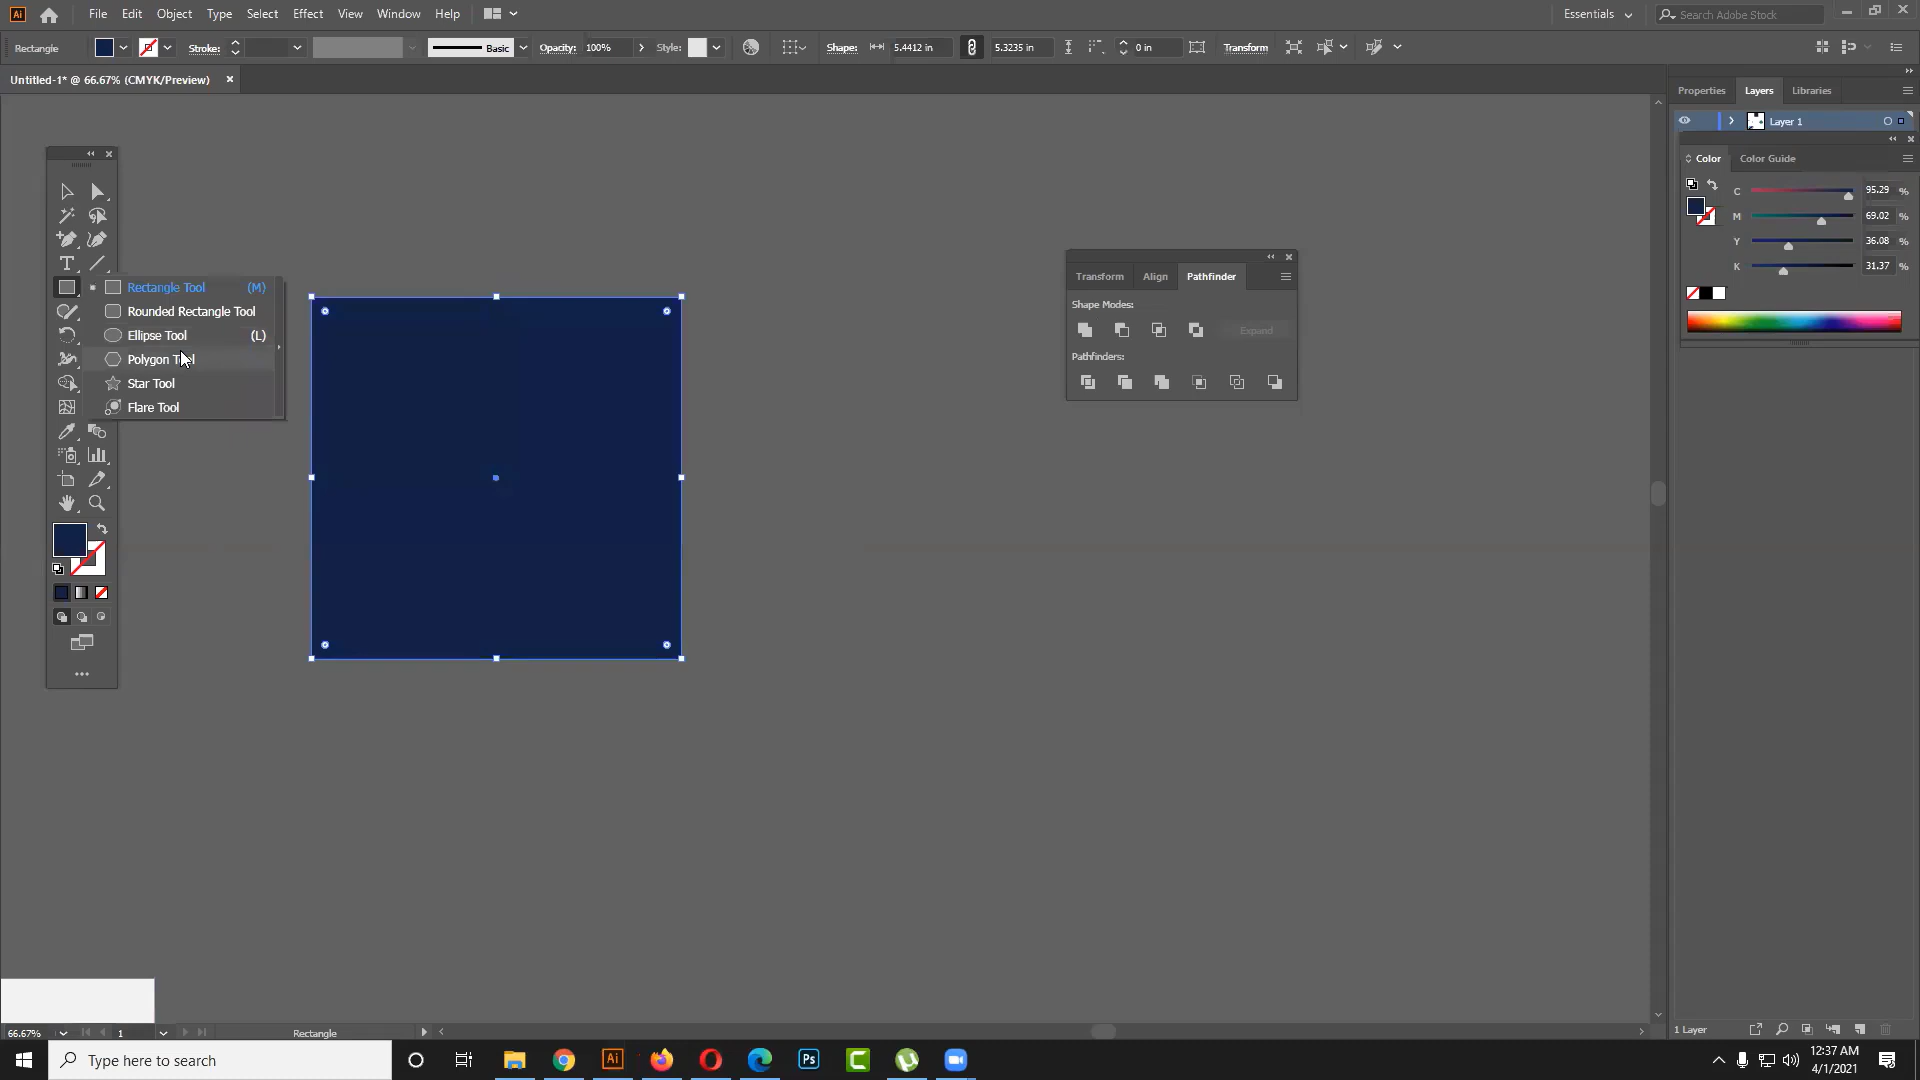 Ai File Edit Object Type Select Effect View Window Help Essentials Search Adobe Stock
Rectangle Stroke: Basic Opacity: 100% Style: Shape: 5.4412 in 5.3235 in 0 in Transform
Untitled-1* @ 66.67% (CMYK/Preview)
Properties Layers Libraries
Layer 1
Color Color Guide
C 95.29 %
M 69.02 %
Y 36.08 %
K 31.37 %
T
Rectangle Tool (M)
Rounded Rectangle Tool
Ellipse Tool (L)
Polygon Tool
Star Tool
Flare Tool
Transform Align Pathfinder
Shape Modes:
Expand
Pathfinders:
66.67% 1 Rectangle
1 Layer
Type here to search
Ai
Ps
C
12:37 AM
4/1/2021